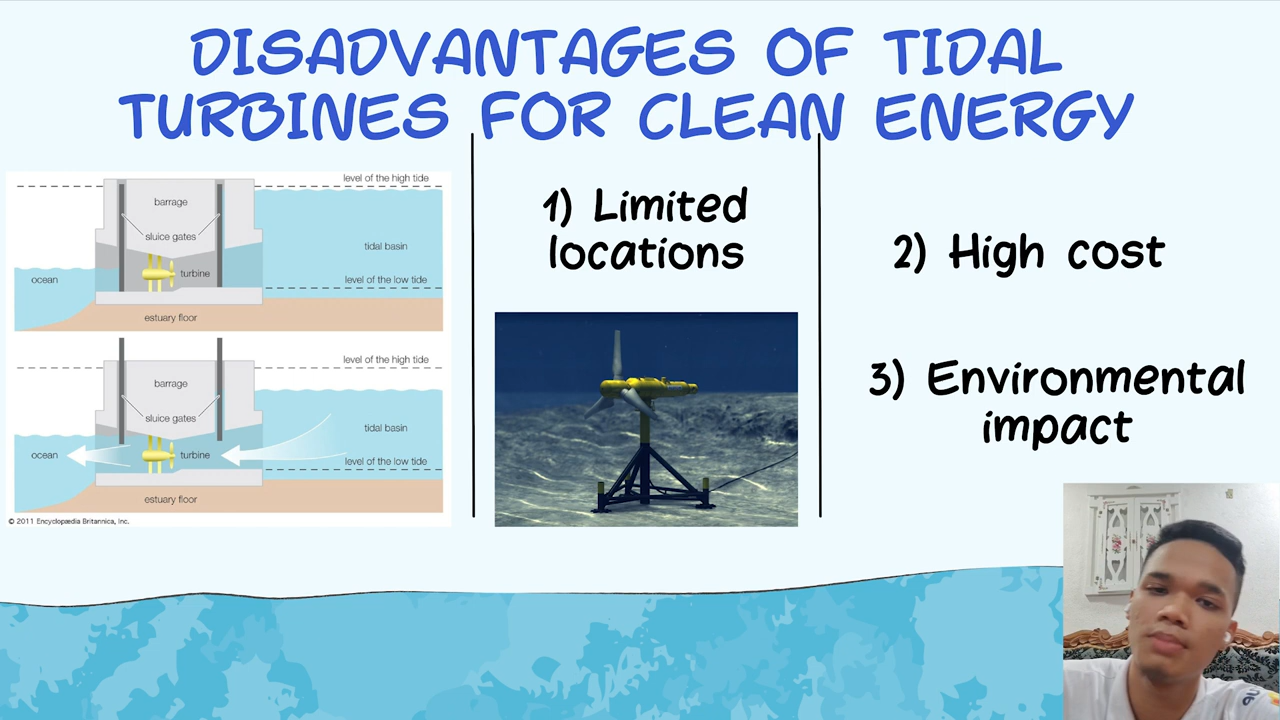 DISADVANTAGES OF TIDAL
TURBINES FOR CLEAN ENERGY
level of the high tide
barrage
sluice gates
tidal basin
turbine
ocean
level of the low tide
estuary floor
level of the high tide
barrage
sluice gates
tidal basin
ocean
turbine
level of the low tide
estuary floor
© 2011 Encyclopædia Britannica, Inc.
1) Limited
locations
2) High cost
3) Environmental
impact